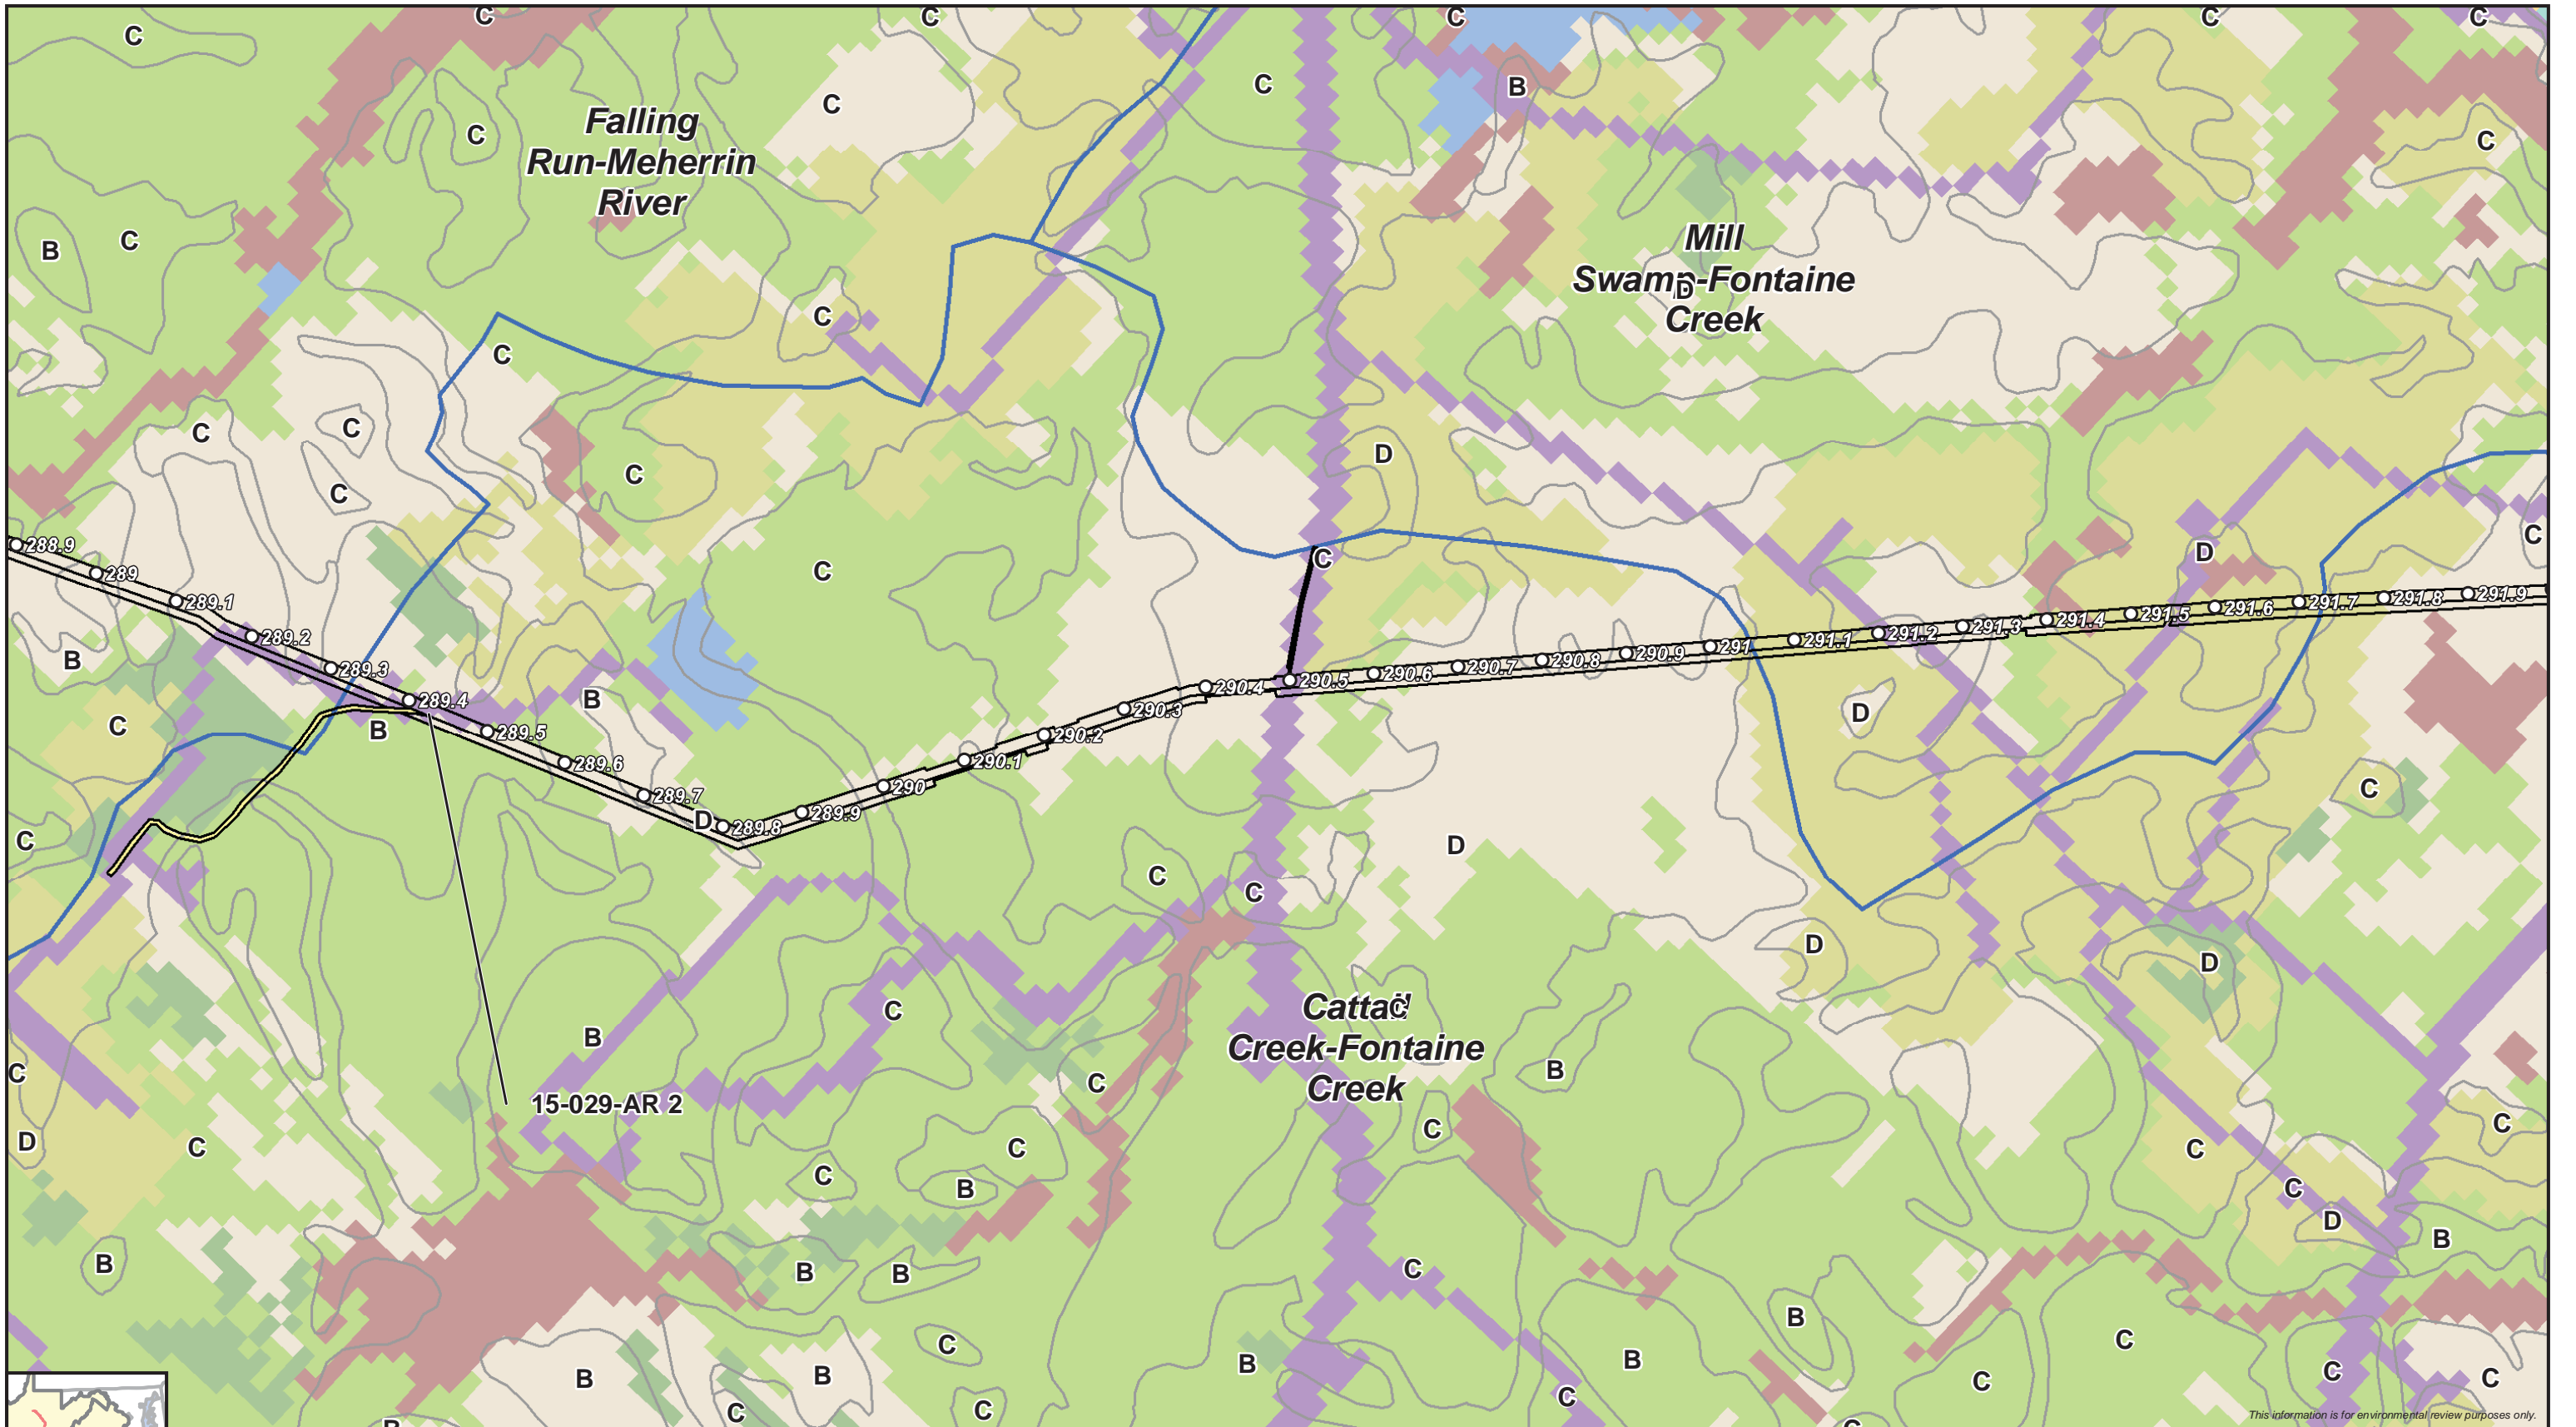 C
C
C
C
C
C
C
C
C
B
C
C
Falling
Run-Meherrin
River
B
C
C
Mill
Swamp-Fontaine
Creek
D
C
C
C
C
C
C
D
C
C
C
D
C
288.9
289
289.1
289.2
289.3
289.4
289.5
289.6
289.7
289.8
289.9
290
290.1
290.2
290.3
290.4
290.5
290.6
290.7
290.8
290.9
291
291.1
291.2
291.3
291.4
291.5
291.6
291.7
291.8
291.9
B
C
B
B
D
C
D
D
C
C
C
D
D
D
Cattail
Creek-Fontaine
Creek
C
C
B
B
C
C
15-029-AR 2
C
C
D
C
C
C
C
B
C
D
B
B
B
B
C
C
B
B
B
C
B
B
C
C
C
C
C
C
C
B
C
This information is for environmental review purposes only.